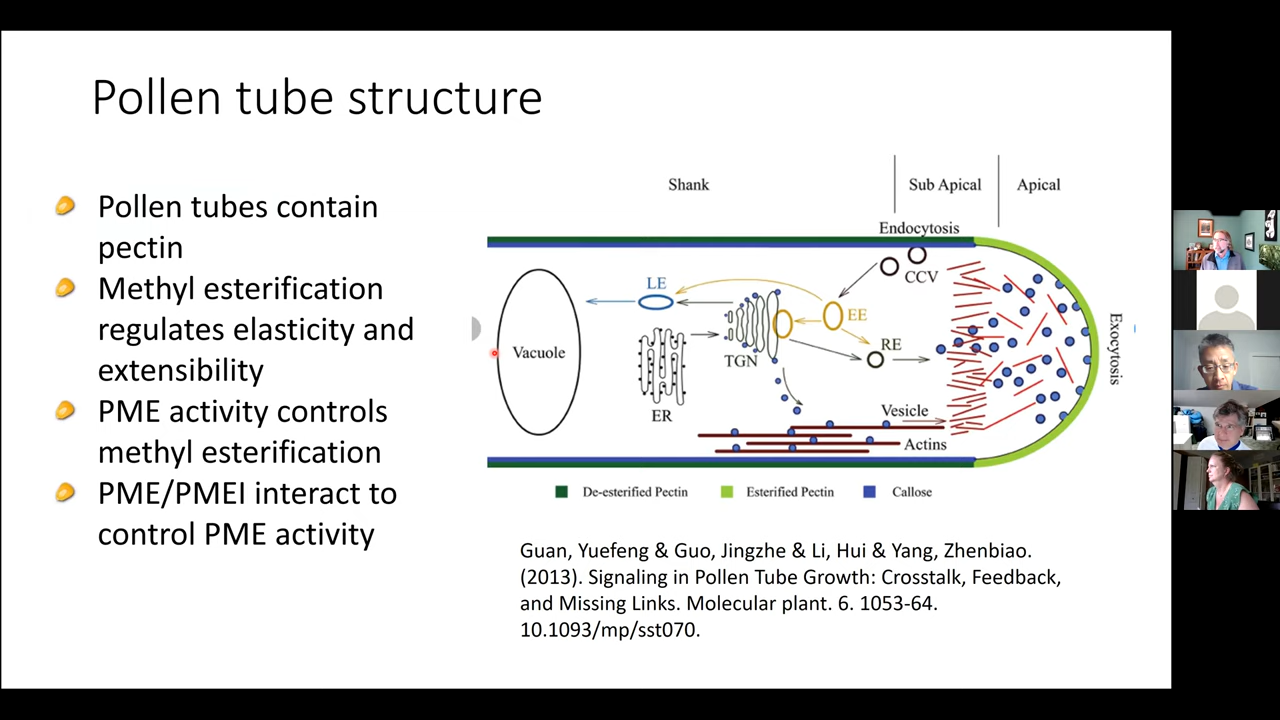 Pollen tube structure
Pollen tubes contain
pectin
Methyl esterification
regulates elasticity and
extensibility
PME activity controls
methyl esterification
PME/PMEI interact to
control PME activity
Shank
Sub Apical
Apical
Endocytosis
CCV
LE
EE
Vacuole
TGN
RE
ER
Vesicle
Actins
Exocytosis
De-esterified Pectin
Esterified Pectin
Callose
Guan, Yuefeng & Guo, Jingzhe & Li, Hui & Yang, Zhenbiao.
(2013). Signaling in Pollen Tube Growth: Crosstalk, Feedback,
and Missing Links. Molecular plant. 6. 1053-64.
10.1093/mp/sst070.